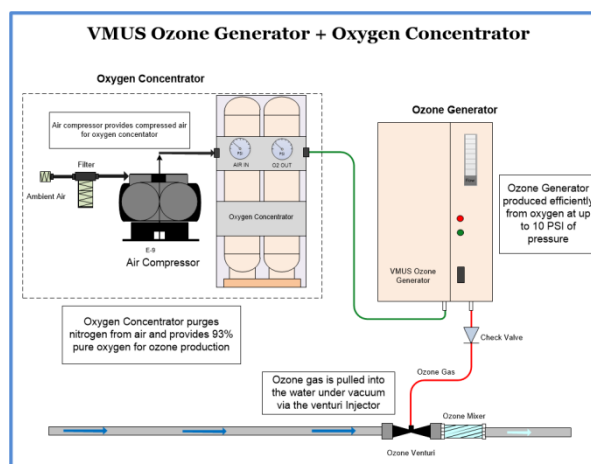 VMUS Ozone Generator + Oxygen Concentrator
Oxygen Concentrator
Air compressor provides compressed air
for oxygen concentator
Filter
Ambient Air
E-9
Air Compressor
AIR IN
O2 OUT
Oxygen Concentrator
Ozone Generator
VMUS Ozone
Generator
Ozone Generator
produced efficiently
from oxygen at up
to 10 PSI of
pressure
Oxygen Concentrator purges
nitrogen from air and provides 93%
pure oxygen for ozone production
Check Valve
Ozone Gas
Ozone gas is pulled into
the water under vacuum
via the venturi Injector
Ozone Mixer
Ozone Venturi